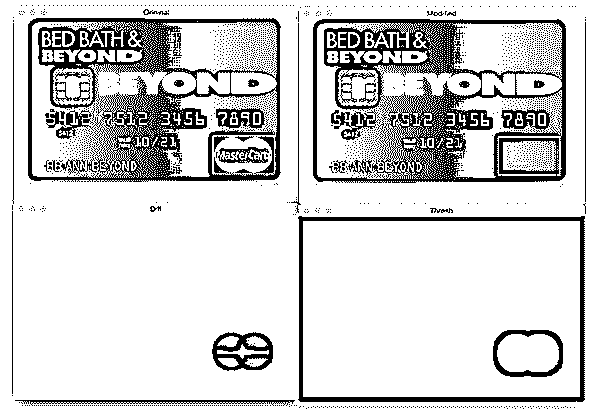 Original
BED BATH &
BEYOND
BEYOND
5412 7512 3456 7890
5412
10/21
BB ANN BEYOND
MasterCard
Modified
BED BATH &
BEYOND
BEYOND
5412 7512 3456 7890
5412
10/21
BB ANN BEYOND
Diff
Thresh